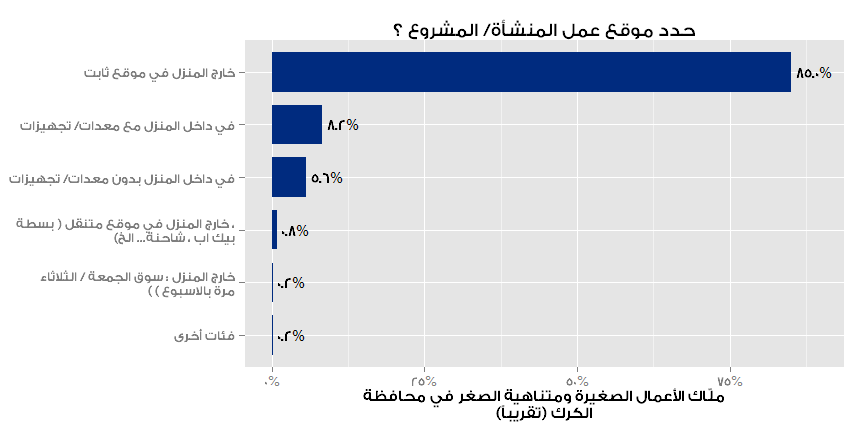 حدد موقع عمل المنشأة/ المشروع ؟
خارج المنزل في موقع ثابت
٨٥.٠%
في داخل المنزل مع معدات/ تجهيزات
٨.٢%
في داخل المنزل بدون معدات/ تجهيزات
٥.٦%
، خارج المنزل في موقع متنقل ( بسطة
بيك اب ، شاحنة... الخ)
٠.٨%
خارج المنزل : سوق الجمعة / الثلاثاء
مرة بالاسبوع ) )
٠.٢%
فئات أخرى
٠.٢%
٠% ٢٥% ٥٠% ٧٥%
ملّاك الأعمال الصغيرة ومتناهية الصغر في محافظة
الكرك (تقريباً)